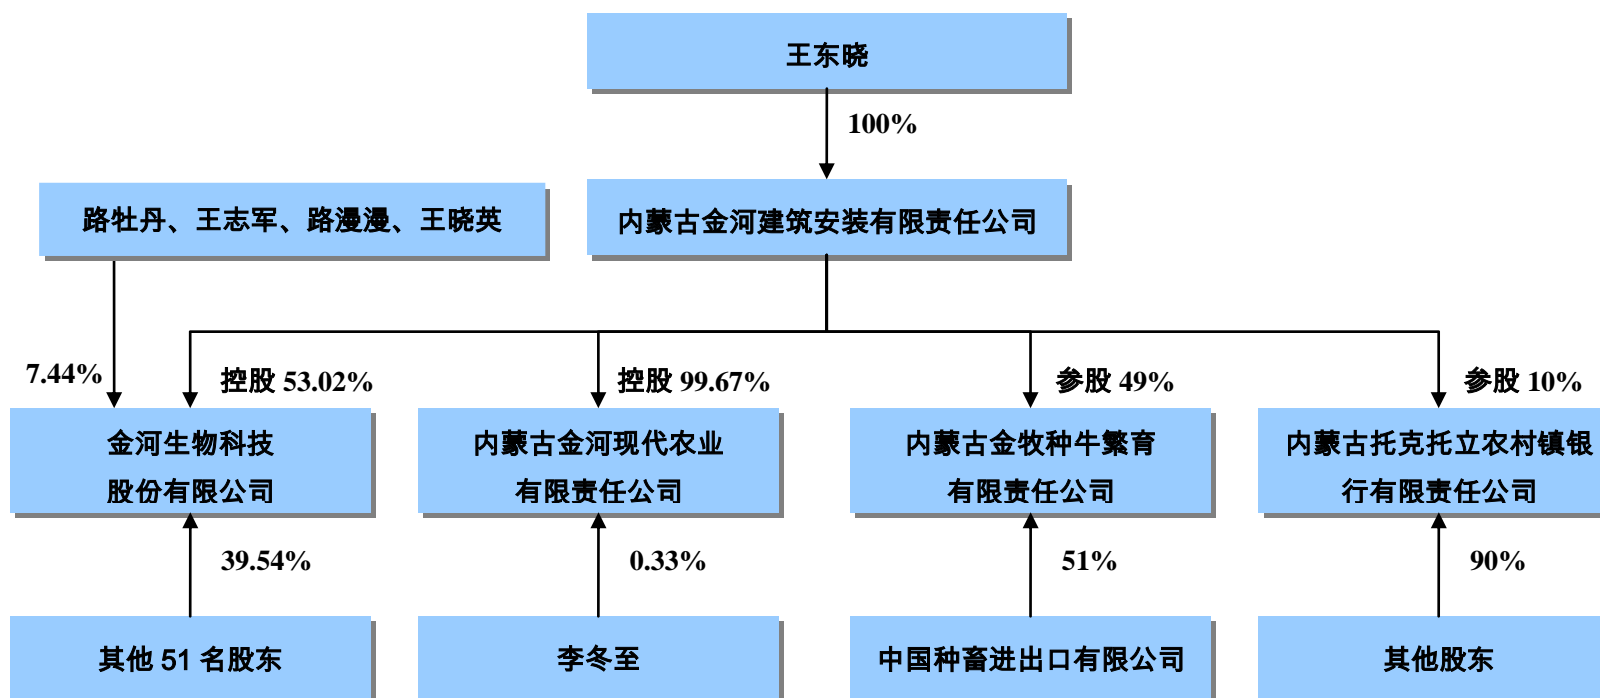 王东晓
100%
路牡丹、王志军、路漫漫、王晓英
内蒙古金河建筑安装有限责任公司
7.44%
控股 53.02%
控股 99.67%
参股 49%
参股 10%
金河生物科技
股份有限公司
内蒙古金河现代农业
有限责任公司
内蒙古金牧种牛繁育
有限责任公司
内蒙古托克托立农村镇银
行有限责任公司
39.54%
0.33%
51%
90%
其他 51 名股东
李冬至
中国种畜进出口有限公司
其他股东